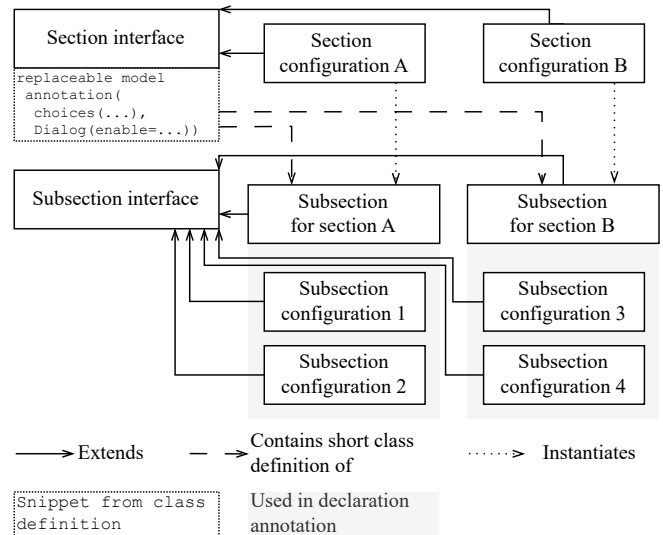 Section interface
Section
configuration A
Section
configuration B
replaceable model
annotation(
choices(...),
Dialog(enable=...))
Subsection interface
Subsection
for section A
Subsection
for section B
Subsection
configuration 1
Subsection
configuration 3
Subsection
configuration 2
Subsection
configuration 4
Extends
Contains short class
definition of
Instantiates
Snippet from class
definition
Used in declaration
annotation